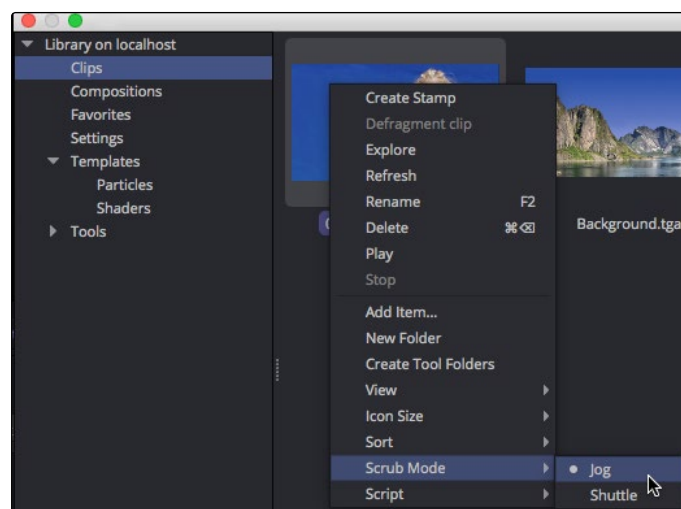 Library on localhost
Clips
Compositions
Favorites
Settings
Templates
Particles
Shaders
Tools
Create Stamp
Defragment clip
Explore
Refresh
Rename F2
Delete ⌘⌫
Play
Stop
Add Item...
New Folder
Create Tool Folders
View
Icon Size
Sort
Scrub Mode
Script
Jog
Shuttle
Background.tga